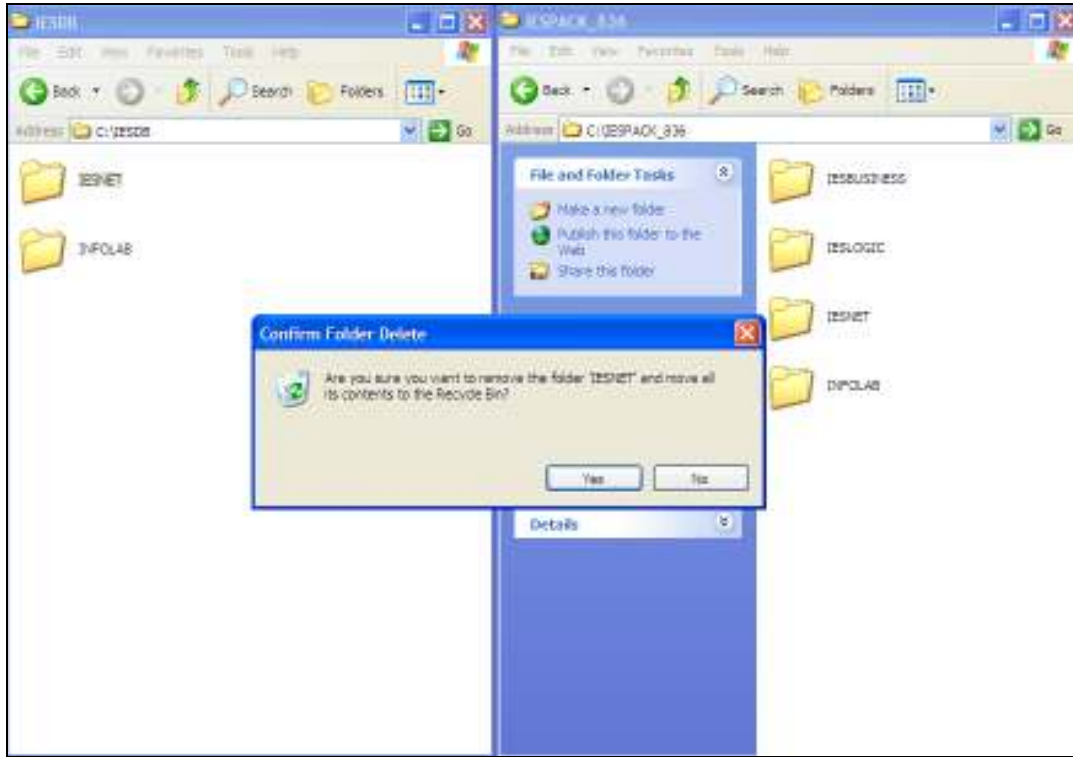 IESDB
File Edit View Favorites Tools Help
Back Search Folders
Address C:\IESDB Go
IESNET
INFOLAB
IESPACK_836
File Edit View Favorites Tools Help
Back Search Folders
Address C:\IESPACK_836 Go
File and Folder Tasks
Make a new folder
Publish this folder to the
Web
Share this folder
Details
IESBUSINESS
IESLOGIC
IESNET
INFOLAB
Confirm Folder Delete
Are you sure you want to remove the folder 'IESNET' and move all
its contents to the Recycle Bin?
Yes No